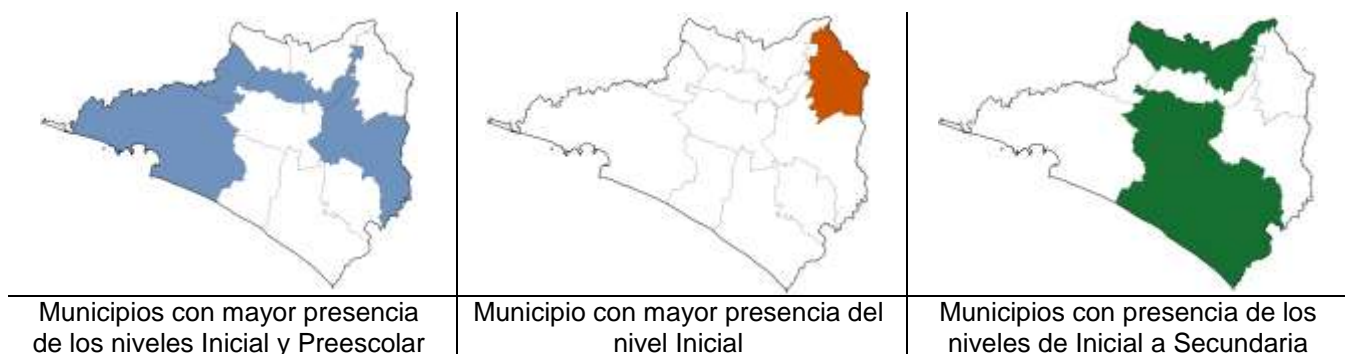 Municipios con mayor presencia
de los niveles Inicial y Preescolar
Municipio con mayor presencia del
nivel Inicial
Municipios con presencia de los
niveles de Inicial a Secundaria